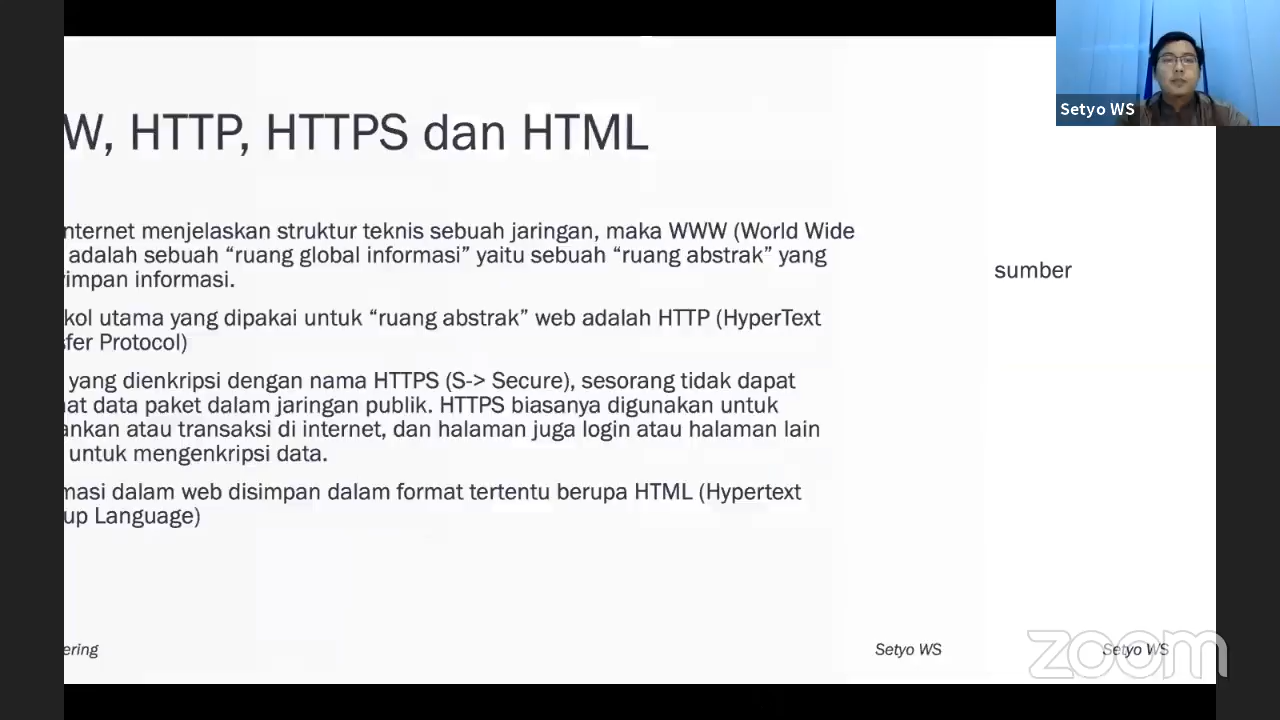 W, HTTP, HTTPS dan HTML
nternet menjelaskan struktur teknis sebuah jaringan, maka WWW (World Wide
adalah sebuah “ruang global informasi” yaitu sebuah “ruang abstrak” yang
impan informasi.
kol utama yang dipakai untuk “ruang abstrak” web adalah HTTP (HyperText
sfer Protocol)
yang dienkripsi dengan nama HTTPS (S-> Secure), sesorang tidak dapat
at data paket dalam jaringan publik. HTTPS biasanya digunakan untuk
ankan atau transaksi di internet, dan halaman juga login atau halaman lain
untuk mengenkripsi data.
masi dalam web disimpan dalam format tertentu berupa HTML (Hypertext
up Language)
sumber
ering
Setyo WS
Setyo WS
zoom
Setyo WS